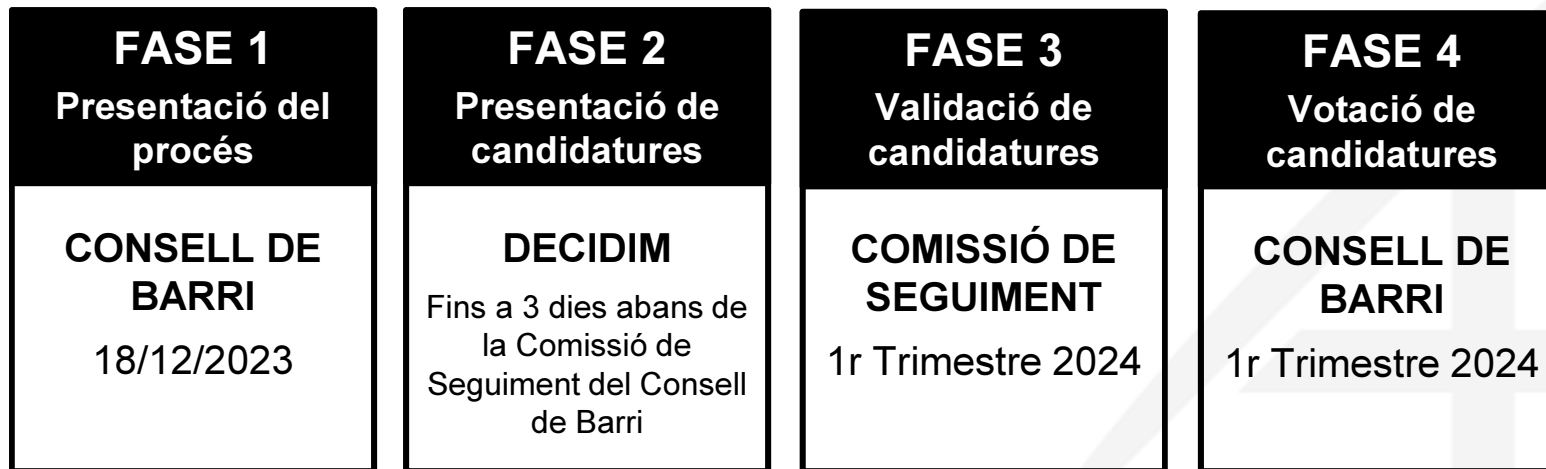 FASE 1
Presentació del
procés
CONSELL DE
BARRI
18/12/2023
FASE 2
Presentació de
candidatures
DECIDIM
Fins a 3 dies abans de
la Comissió de
Seguiment del Consell
de Barri
FASE 3
Validació de
candidatures
COMISSIÓ DE
SEGUIMENT
1r Trimestre 2024
FASE 4
Votació de
candidatures
CONSELL DE
BARRI
1r Trimestre 2024